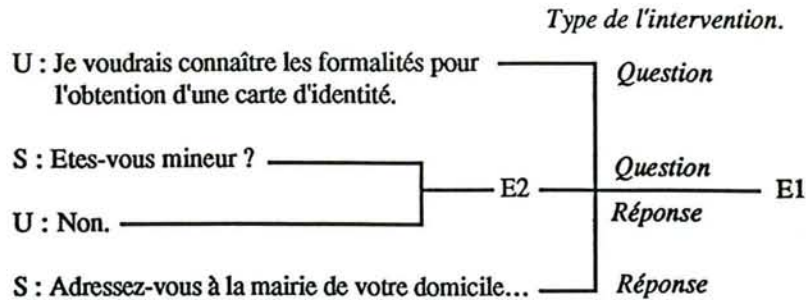 Type de l'intervention.
U : Je voudrais connaître les formalités pour
l'obtention d'une carte d'identité.
Question
S : Etes-vous mineur ?
Question
E2
E1
Réponse
U : Non.
S : Adressez-vous à la mairie de votre domicile...
Réponse